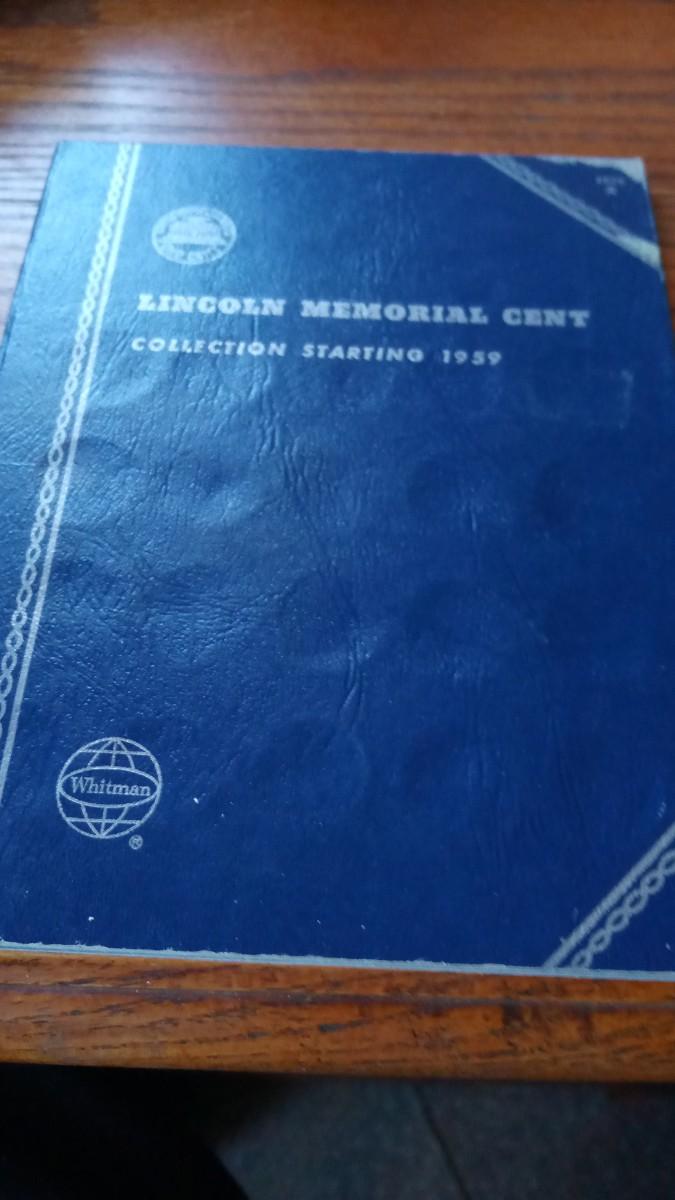 LINCOLN MEMORIAL CENT
COLLECTION STARTING 1959
Whitman
®